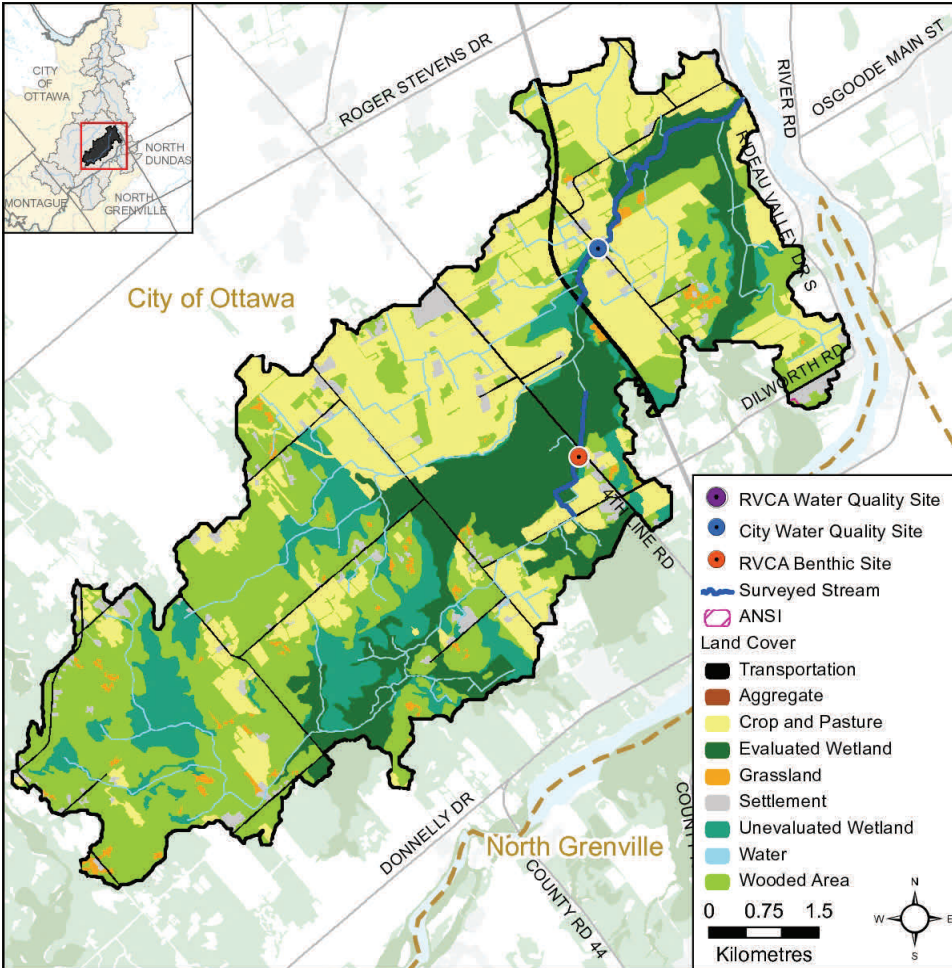 CITY
OF
OTTAWA
NORTH
DUNDAS
MONTAGUE
NORTH
GRENVILLE
ROGER STEVENS DR
RIVER RD
OSGOODE MAIN ST
RIDEAU VALLEY DR S
City of Ottawa
DILWORTH RD
4TH LINE RD
DONNELLY DR
North Grenville
COUNTY RD 44
COUNTY
RVCA Water Quality Site
City Water Quality Site
RVCA Benthic Site
Surveyed Stream
ANSI
Land Cover
Transportation
Aggregate
Crop and Pasture
Evaluated Wetland
Grassland
Settlement
Unevaluated Wetland
Water
Wooded Area
0 0.75 1.5
Kilometres
N
W E
S